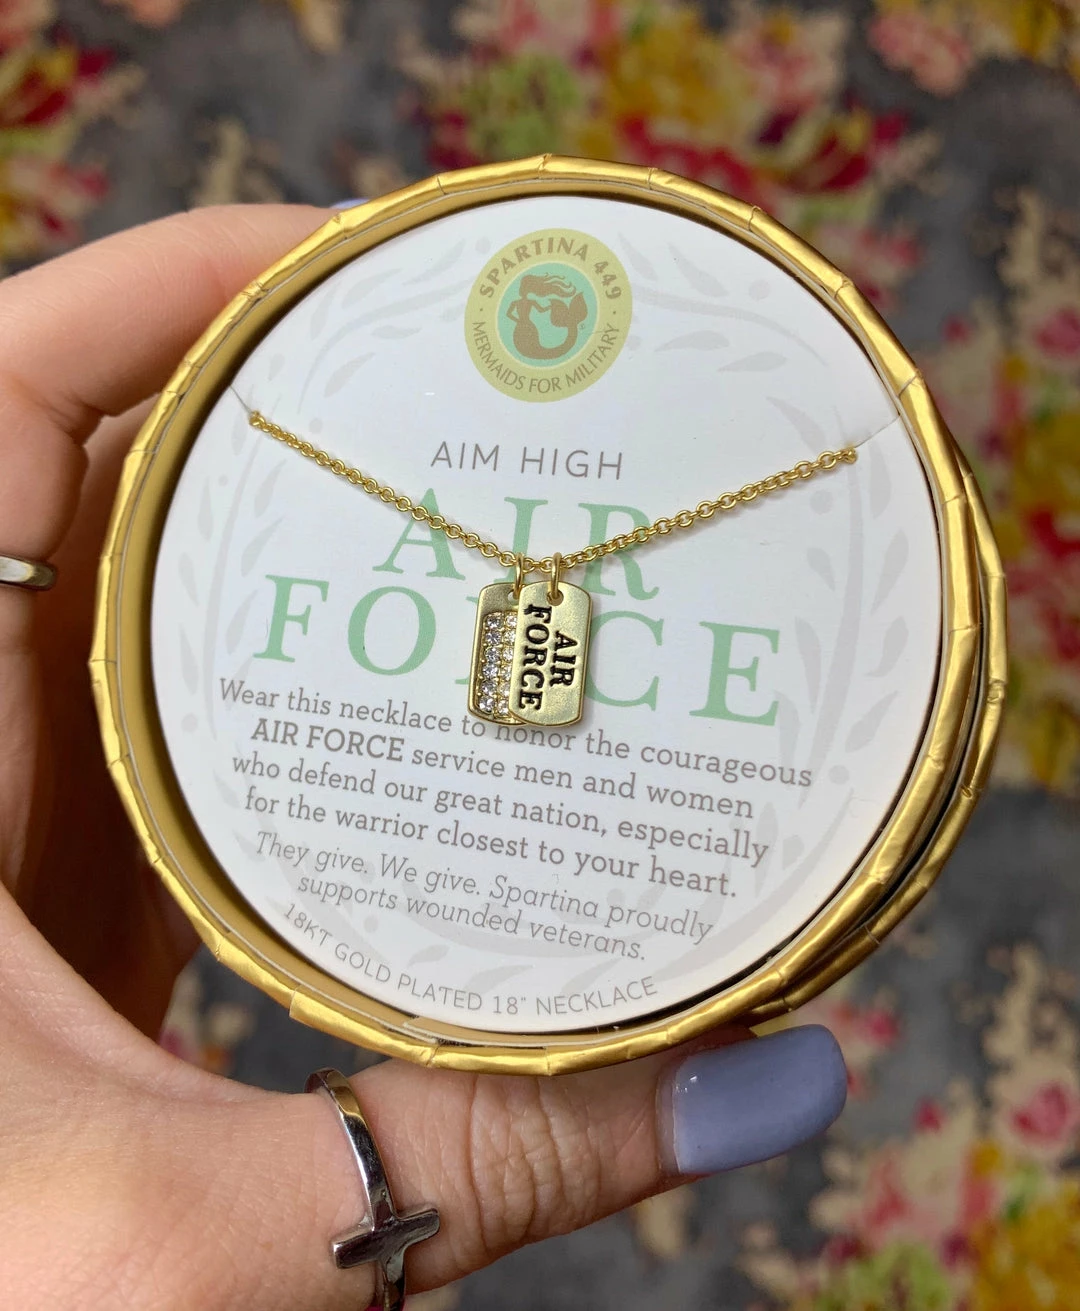 SPARTINA 449
MERMAIDS FOR MILITARY
AIM HIGH
AIR
FORCE
AIR
FORCE
Wear this necklace to honor the courageous
AIR FORCE service men and women
who defend our great nation, especially
for the warrior closest to your heart.
They give. We give. Spartina proudly
supports wounded veterans.
18KT GOLD PLATED 18" NECKLACE